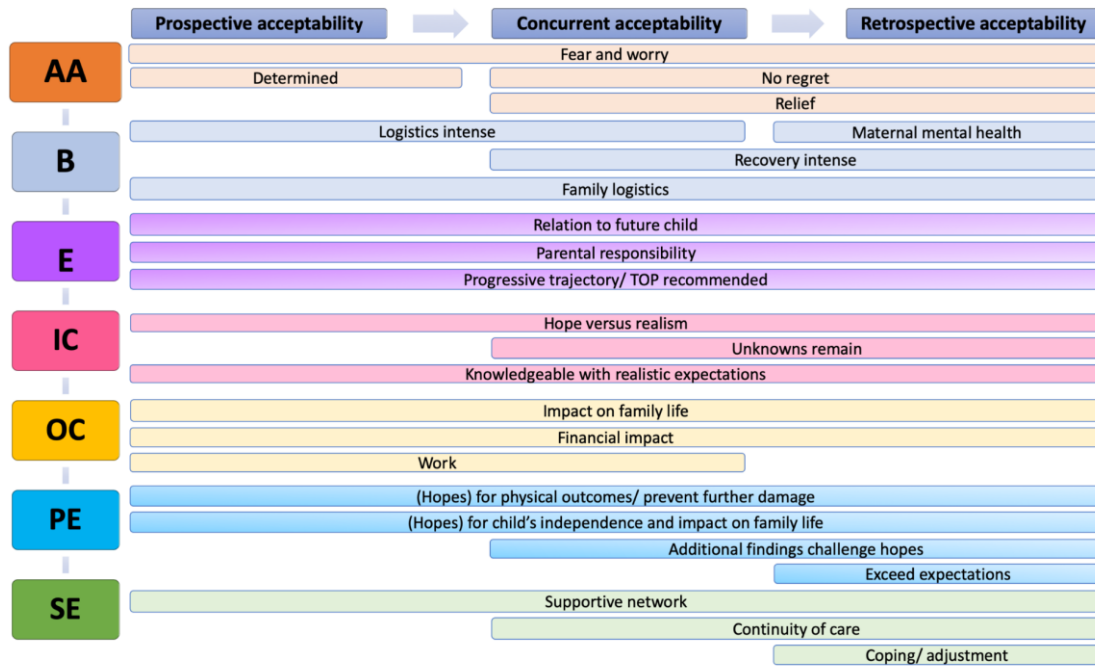 Prospective acceptability
Concurrent acceptability
Retrospective acceptability
AA
Fear and worry
Determined
No regret
Relief
B
Logistics intense
Maternal mental health
Recovery intense
Family logistics
E
Relation to future child
Parental responsibility
Progressive trajectory/ TOP recommended
IC
Hope versus realism
Unknowns remain
Knowledgeable with realistic expectations
OC
Impact on family life
Financial impact
Work
PE
(Hopes) for physical outcomes/ prevent further damage
(Hopes) for child's independence and impact on family life
Additional findings challenge hopes
Exceed expectations
SE
Supportive network
Continuity of care
Coping/ adjustment